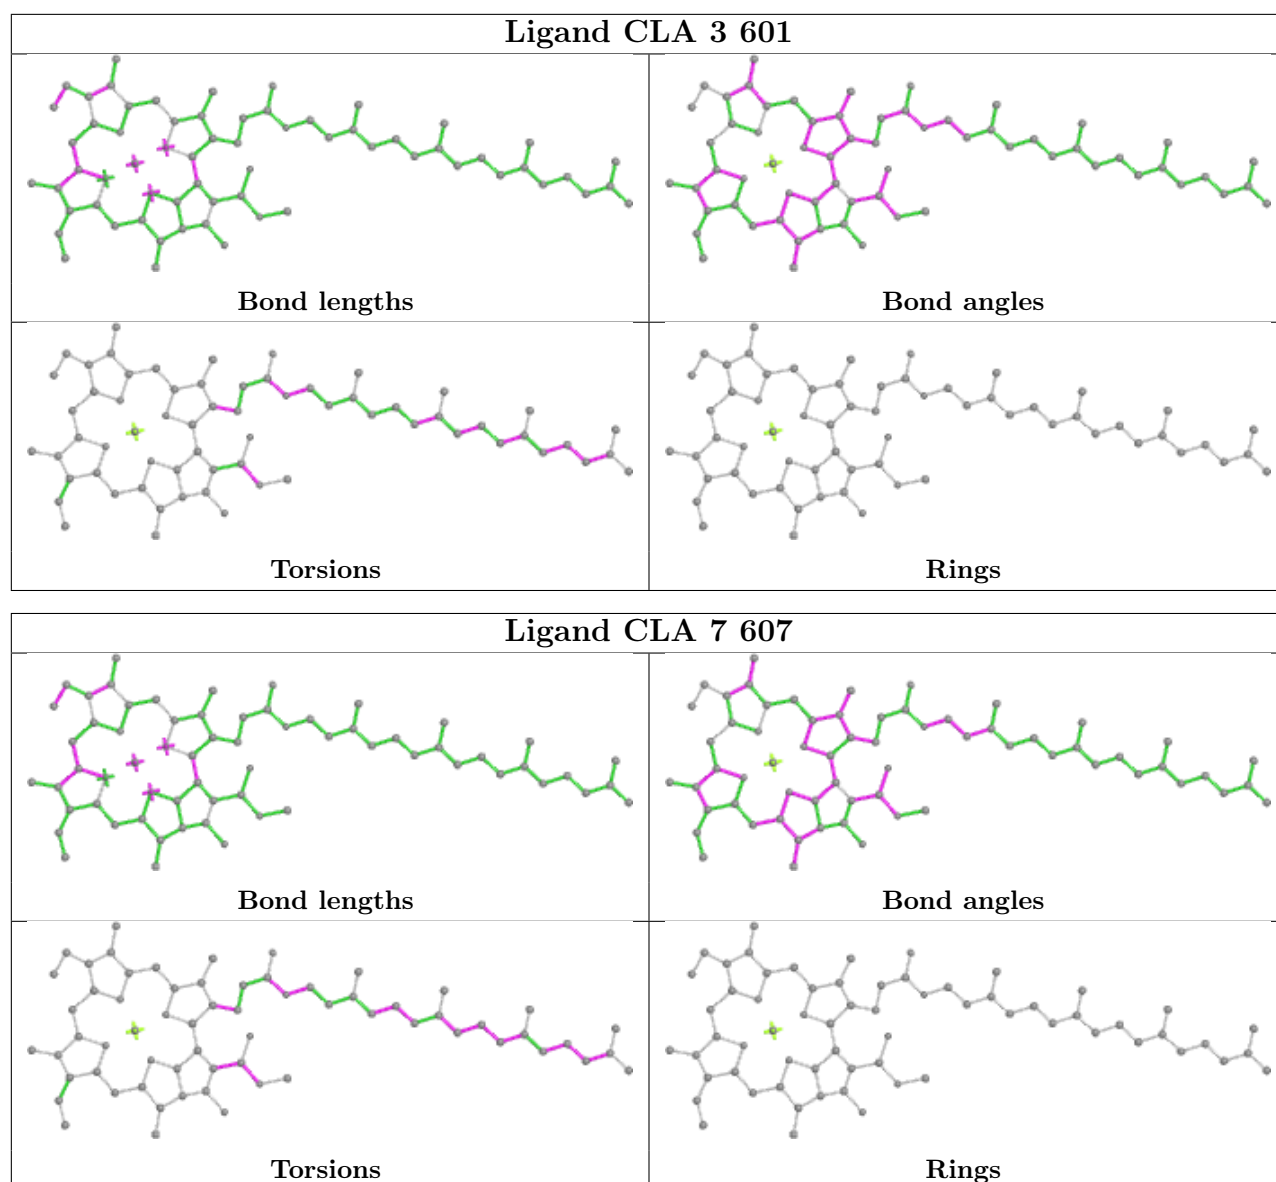 Ligand CLA 3 601
Bond lengths
Bond angles
Torsions
Rings
Ligand CLA 7 607
Bond lengths
Bond angles
Torsions
Rings